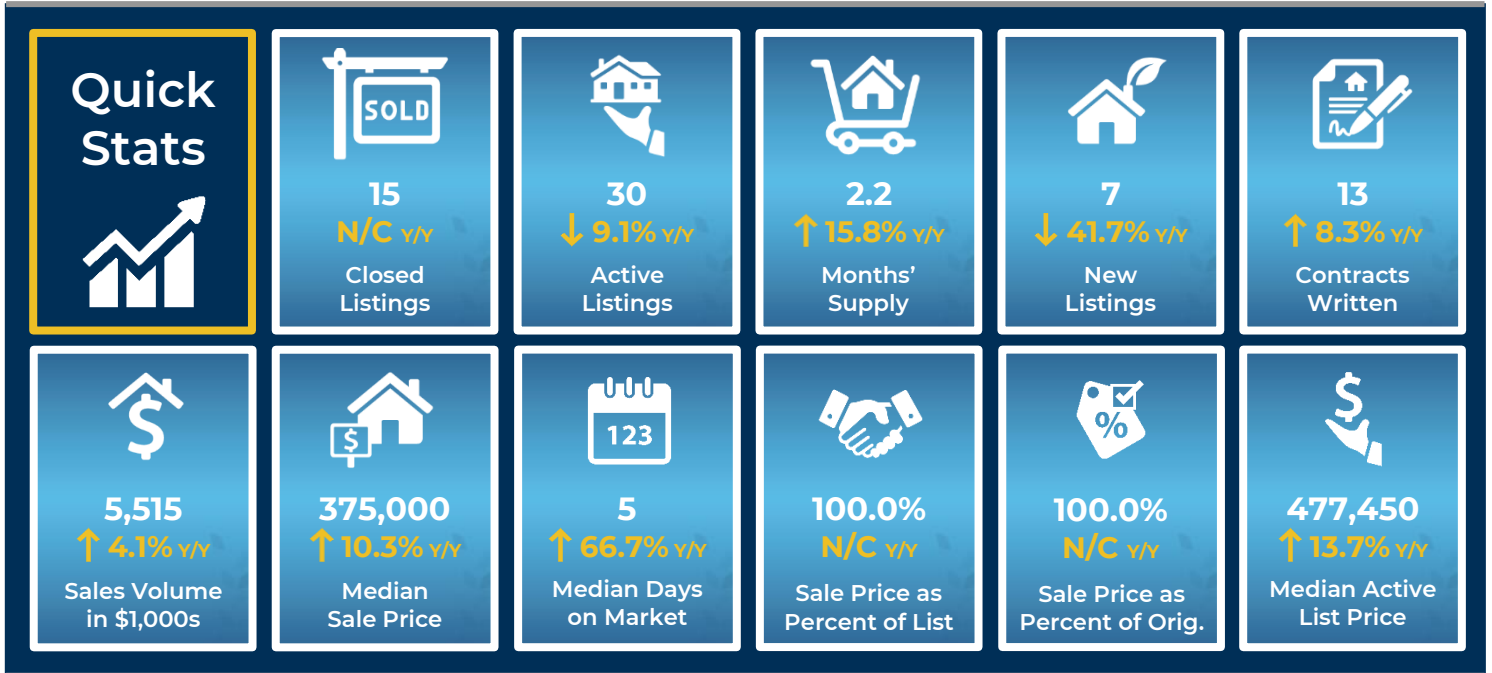 Quick
Stats
SOLD
15
N/C Y/Y
Closed
Listings
30
↓ 9.1% Y/Y
Active
Listings
2.2
↑ 15.8% Y/Y
Months’
Supply
7
↓ 41.7% Y/Y
New
Listings
13
↑ 8.3% Y/Y
Contracts
Written
$
5,515
↑ 4.1% Y/Y
Sales Volume
in $1,000s
$
375,000
↑ 10.3% Y/Y
Median
Sale Price
123
5
↑ 66.7% Y/Y
Median Days
on Market
100.0%
N/C Y/Y
Sale Price as
Percent of List
%
100.0%
N/C Y/Y
Sale Price as
Percent of Orig.
$
477,450
↑ 13.7% Y/Y
Median Active
List Price